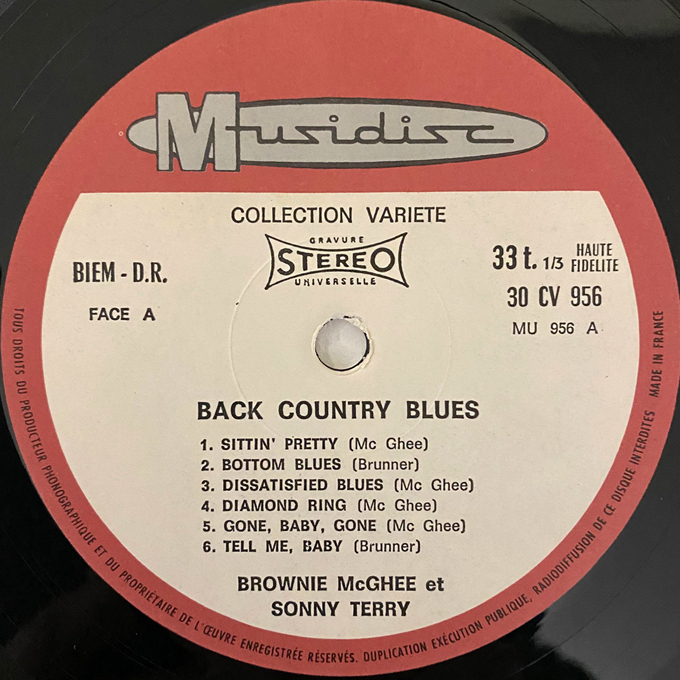 Musidisc
COLLECTION VARIETE
GRAVURE
STEREO
UNIVERSELLE
BIEM - D.R.
FACE A
33 t. 1/3 HAUTE
FIDELITE
30 CV 956
MU 956 A
BACK COUNTRY BLUES
1. SITTIN' PRETTY (Mc Ghee)
2. BOTTOM BLUES (Brunner)
3. DISSATISFIED BLUES (Mc Ghee)
4. DIAMOND RING (Mc Ghee)
5. GONE, BABY, GONE (Mc Ghee)
6. TELL ME, BABY (Brunner)
BROWNIE McGHEE et
SONNY TERRY
TOUS DROITS DU PRODUCTEUR PHONOGRAPHIQUE ET DU PROPRIÉTAIRE DE L'ŒUVRE ENREGISTRÉE RÉSERVÉS. DUPLICATION EXÉCUTION PUBLIQUE, RADIODIFFUSION DE CE DISQUE INTERDITES MADE IN FRANCE